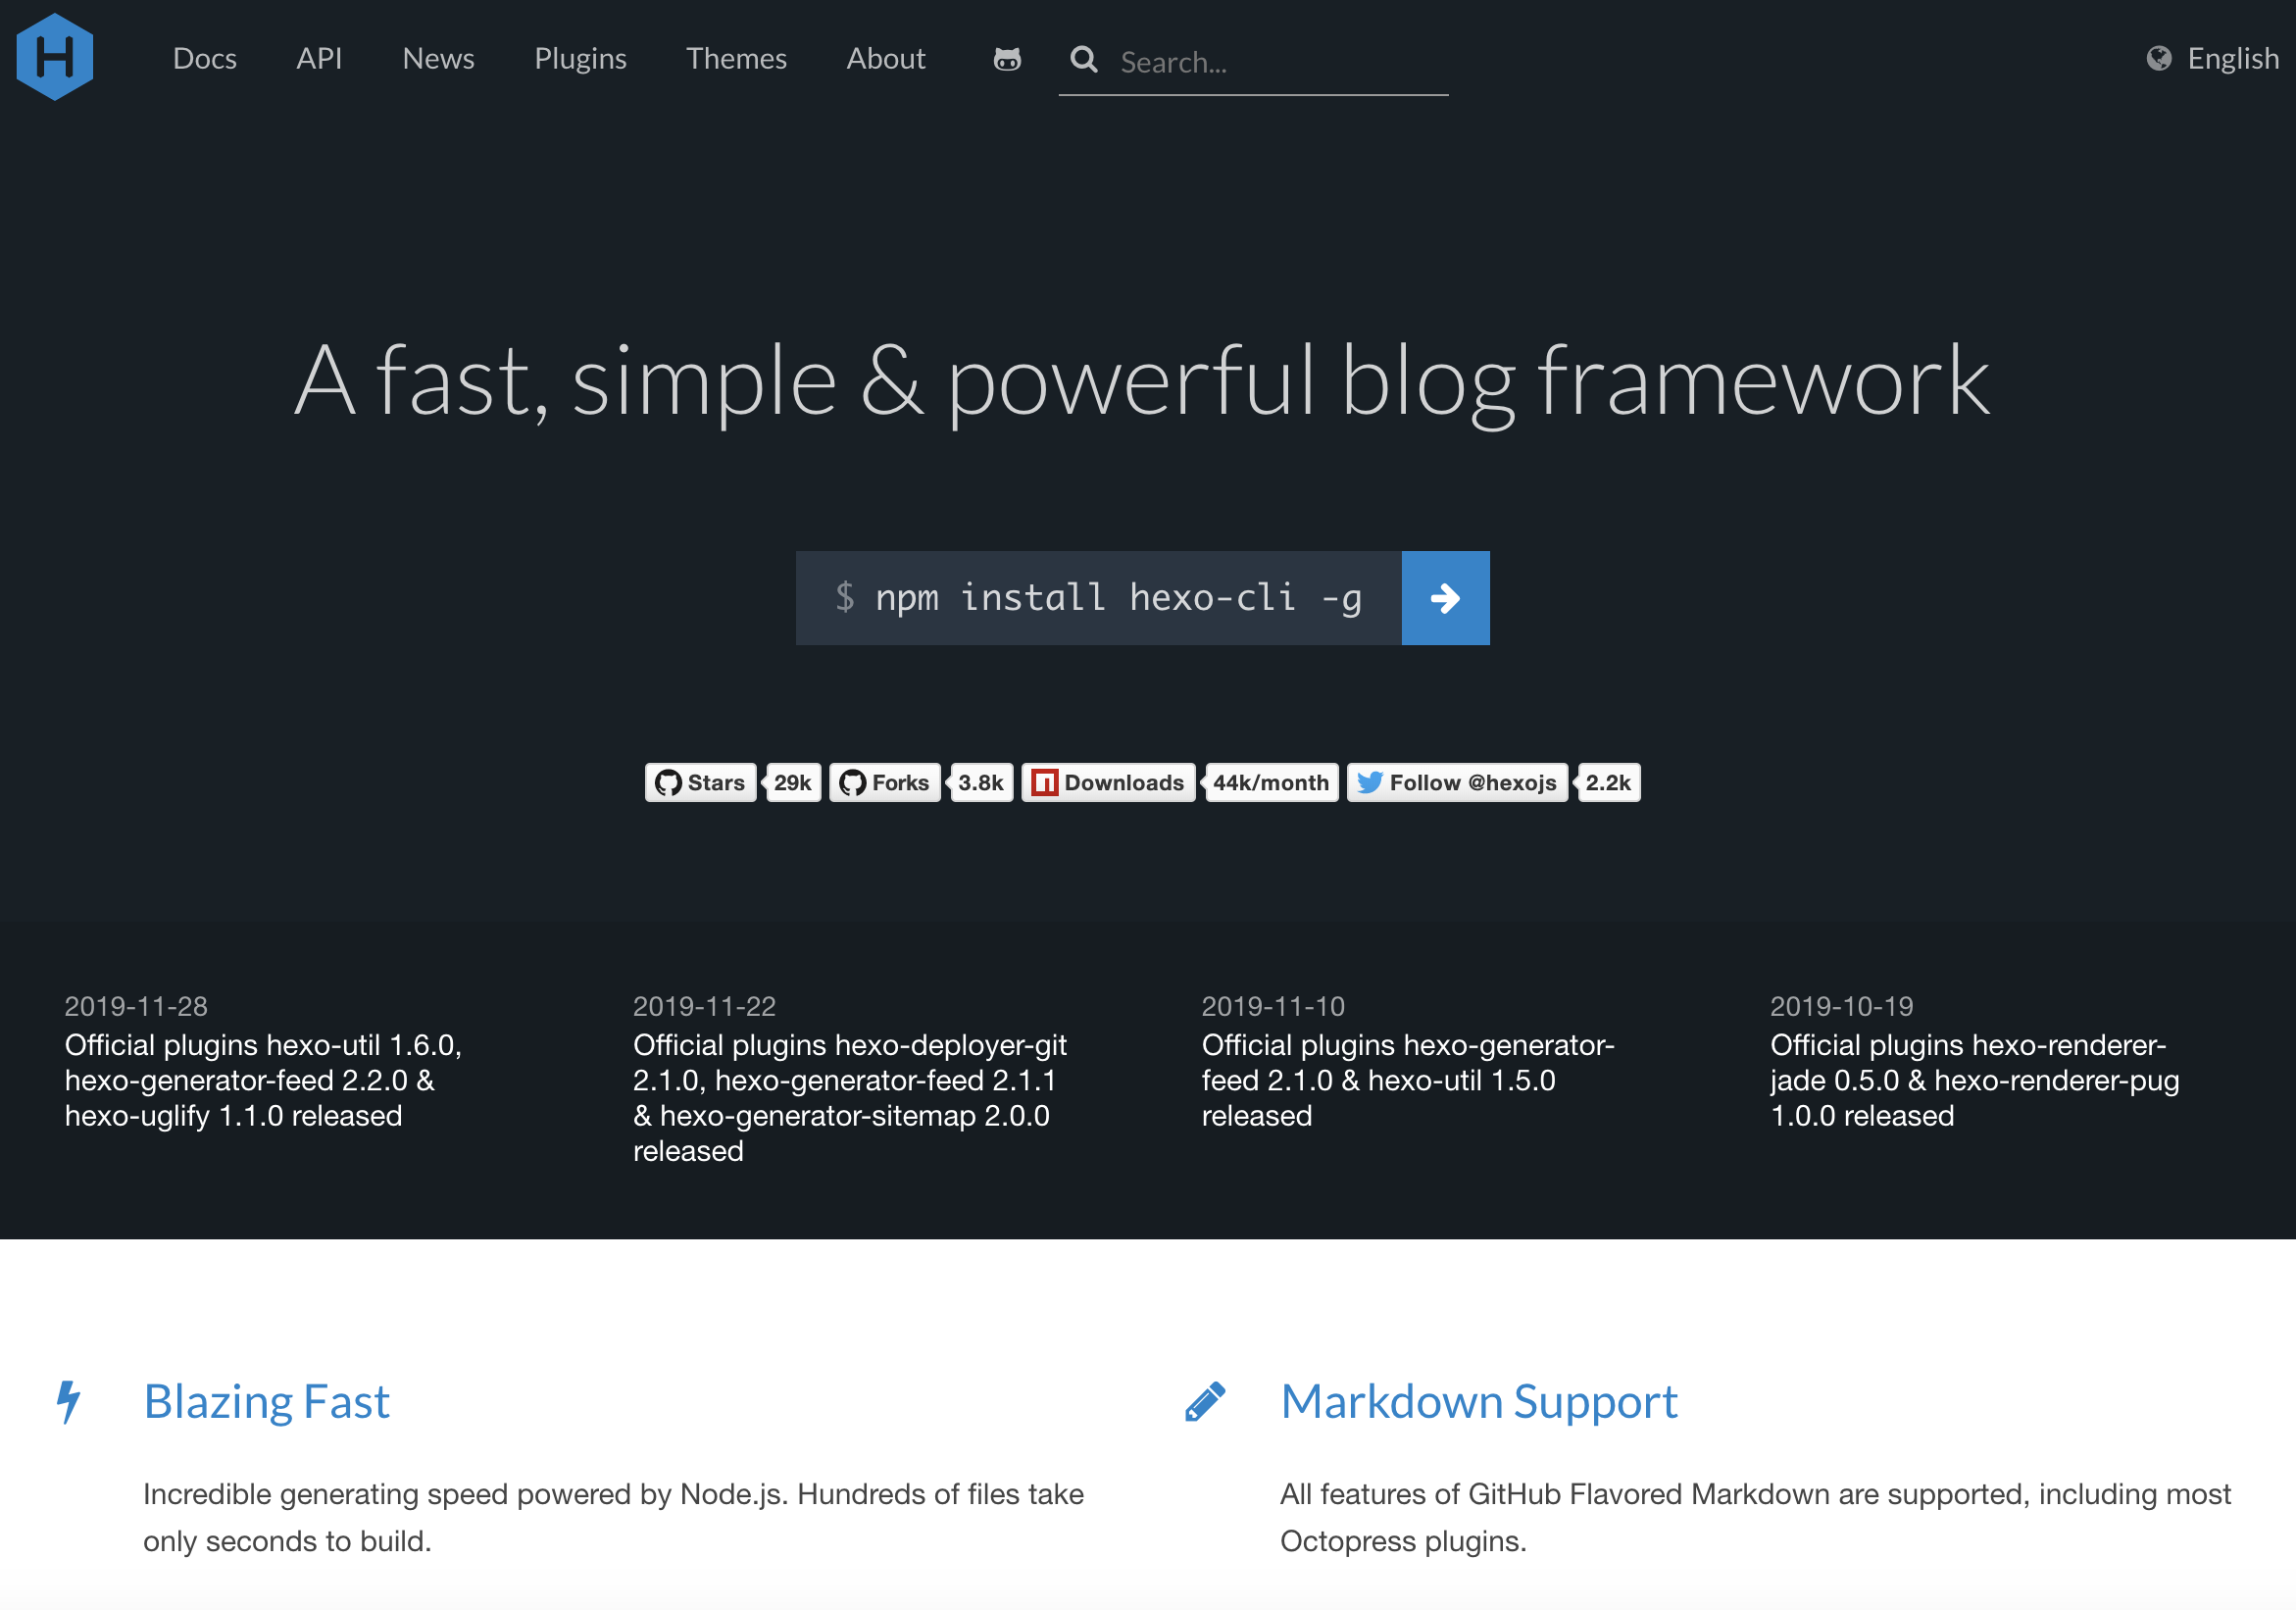 H
Docs
API
News
Plugins
Themes
About
Search...
English
A fast, simple & powerful blog framework
$ npm install hexo-cli -g
Stars
29k
Forks
3.8k
Downloads
44k/month
Follow @hexojs
2.2k
2019-11-28
Official plugins hexo-util 1.6.0,
hexo-generator-feed 2.2.0 &
hexo-uglify 1.1.0 released
2019-11-22
Official plugins hexo-deployer-git
2.1.0, hexo-generator-feed 2.1.1
& hexo-generator-sitemap 2.0.0
released
2019-11-10
Official plugins hexo-generator-
feed 2.1.0 & hexo-util 1.5.0
released
2019-10-19
Official plugins hexo-renderer-
jade 0.5.0 & hexo-renderer-pug
1.0.0 released
Blazing Fast
Incredible generating speed powered by Node.js. Hundreds of files take
only seconds to build.
Markdown Support
All features of GitHub Flavored Markdown are supported, including most
Octopress plugins.